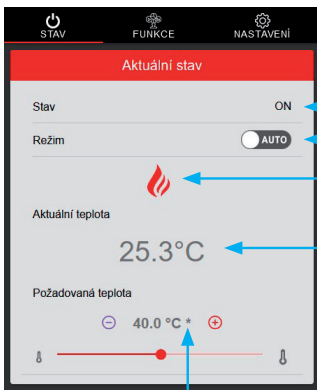 STAV FUNKCE NASTAVENÍ
Aktuální stav
Stav ON
Režim AUTO
Aktuální teplota
25.3°C
Požadovaná teplota
40.0 °C *